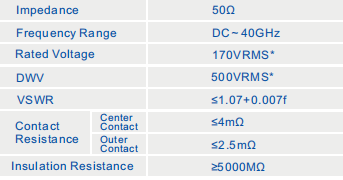 Impedance 50Ω
Frequency Range DC~40GHz
Rated Voltage 170VRMS*
DWV 500VRMS*
VSWR ≤1.07+0.007f
Contact Resistance Center Contact ≤4mΩ
Outer Contact ≤2.5mΩ
Insulation Resistance ≥5000MΩ